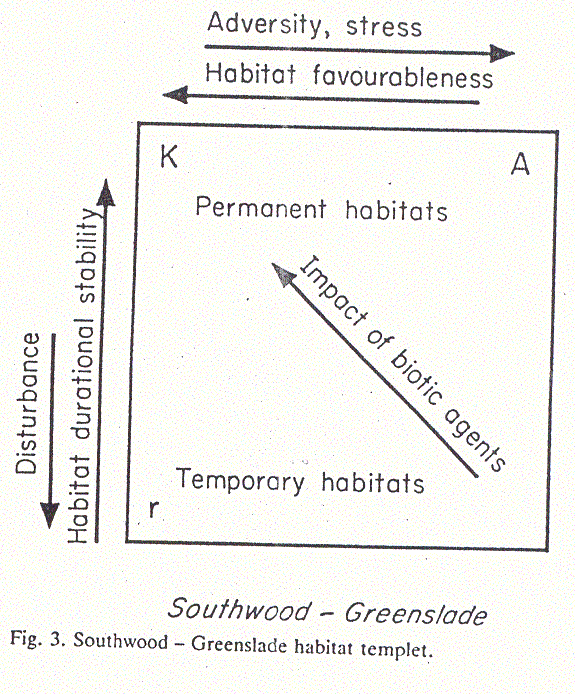 Adversity, stress
Habitat favourableness
K
A
Permanent habitats
Impact of biotic agents
Disturbance
Habitat durational stability
Temporary habitats
r
Southwood – Greenslade
Fig. 3. Southwood – Greenslade habitat templet.